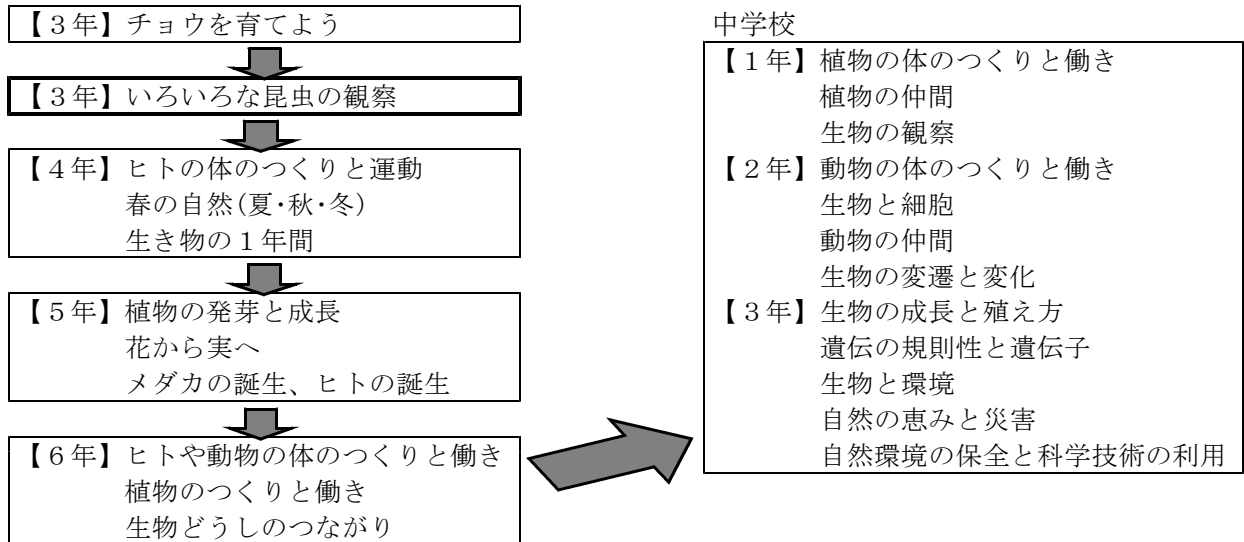 【３年】チョウを育てよう
【３年】いろいろな昆虫の観察
【４年】ヒトの体のつくりと運動
春の自然(夏･秋･冬)
生き物の１年間
【５年】植物の発芽と成長
花から実へ
メダカの誕生、ヒトの誕生
【６年】ヒトや動物の体のつくりと働き
植物のつくりと働き
生物どうしのつながり
中学校
【１年】植物の体のつくりと働き
植物の仲間
生物の観察
【２年】動物の体のつくりと働き
生物と細胞
動物の仲間
生物の変遷と変化
【３年】生物の成長と殖え方
遺伝の規則性と遺伝子
生物と環境
自然の恵みと災害
自然環境の保全と科学技術の利用